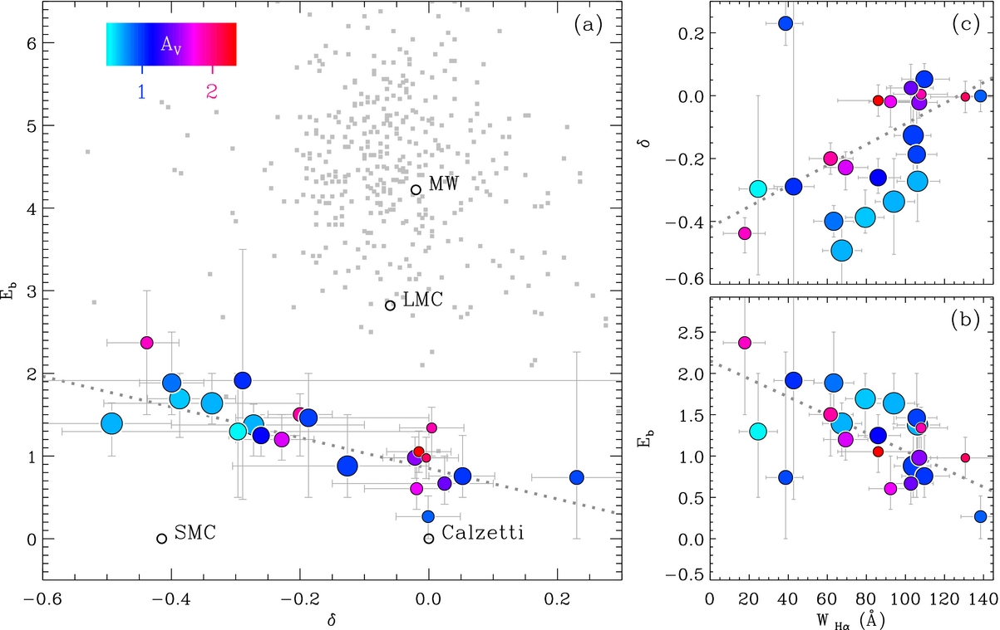 (a)
A_V
1
2
6
5
4
3
2
1
0
E_b
MW
LMC
SMC
Calzetti
−0.6
−0.4
−0.2
0.0
0.2
δ
(c)
0.2
0.0
−0.2
−0.4
−0.6
δ
(b)
2.5
2.0
1.5
1.0
0.5
0.0
−0.5
E_b
0
20
40
60
80
100
120
140
W_Hα (Å)